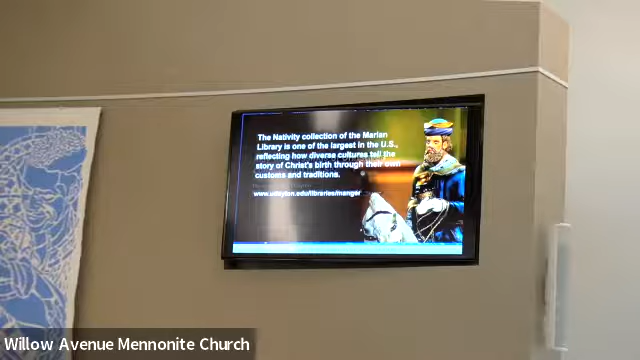 The Nativity collection of the Marian
Library is one of the largest in the U.S.,
reflecting how diverse cultures tell the
story of Christ's birth through their own
customs and traditions.
www.udayton.edu/libraries/manger
Willow Avenue Mennonite Church